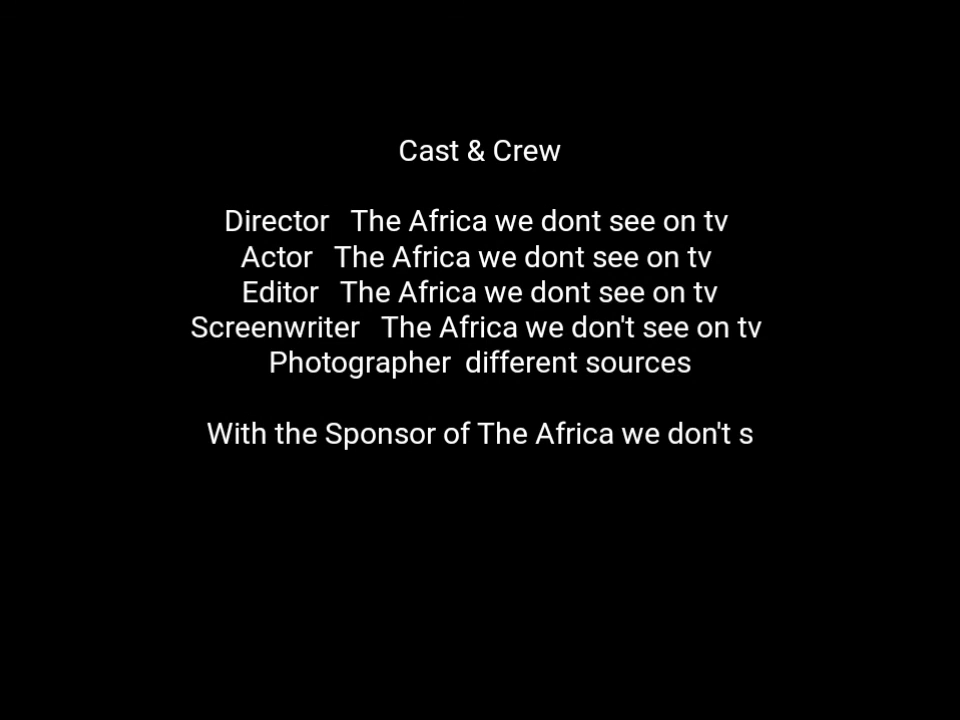 Cast & Crew
Director The Africa we dont see on tv
Actor The Africa we dont see on tv
Editor The Africa we dont see on tv
Screenwriter The Africa we don't see on tv
Photographer different sources
With the Sponsor of The Africa we don't s